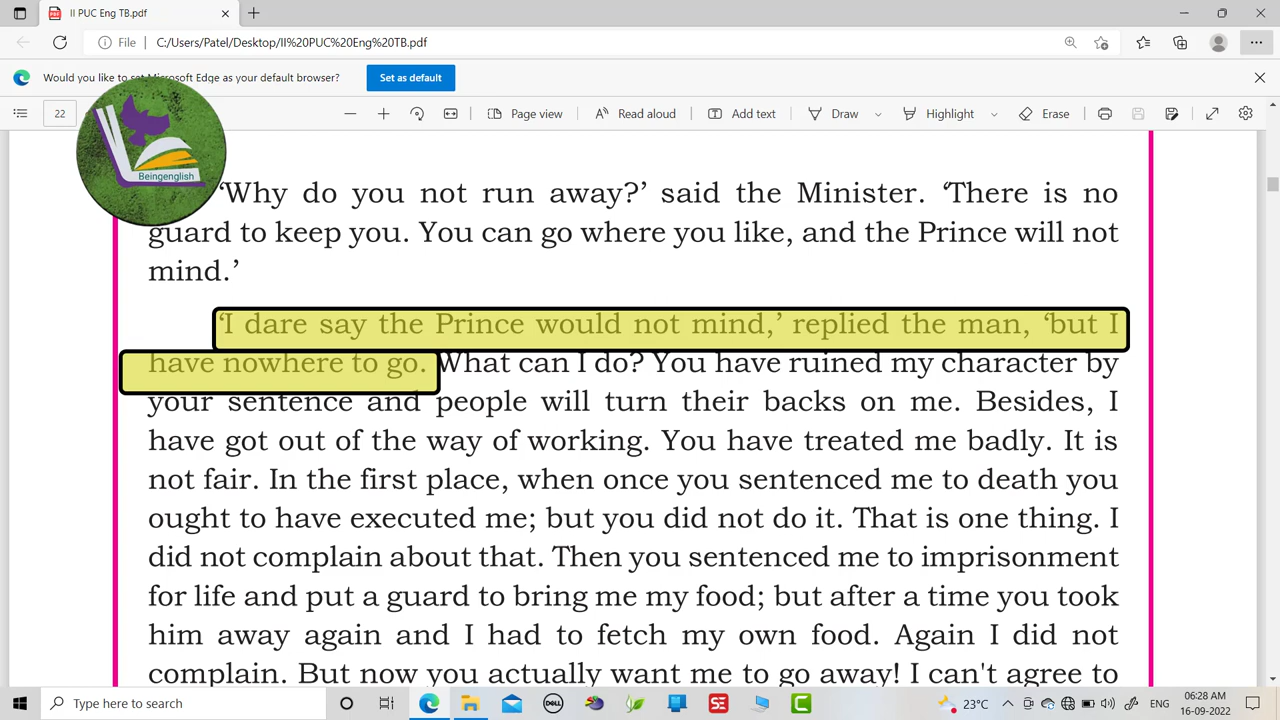 II PUC Eng TB.pdf
File C:/Users/Patel/Desktop/II%20PUC%20Eng%20TB.pdf
Would you like to set Microsoft Edge as your default browser? Set as default
22 Page view Read aloud Add text Draw Highlight Erase
Beingenglish
‘Why do you not run away?’ said the Minister. ‘There is no
guard to keep you. You can go where you like, and the Prince will not
mind.’
‘I dare say the Prince would not mind,’ replied the man, ‘but I
have nowhere to go. What can I do? You have ruined my character by
your sentence and people will turn their backs on me. Besides, I
have got out of the way of working. You have treated me badly. It is
not fair. In the first place, when once you sentenced me to death you
ought to have executed me; but you did not do it. That is one thing. I
did not complain about that. Then you sentenced me to imprisonment
for life and put a guard to bring me my food; but after a time you took
him away again and I had to fetch my own food. Again I did not
complain. But now you actually want me to go away! I can't agree to
Type here to search
DELL
SE
C
23°C
06:28 AM
16-09-2022